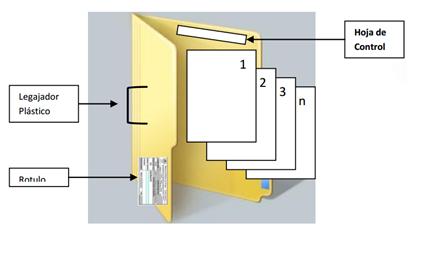 Hoja de
Control
1
2
3
n
Legajador
Plástico
Rotulo